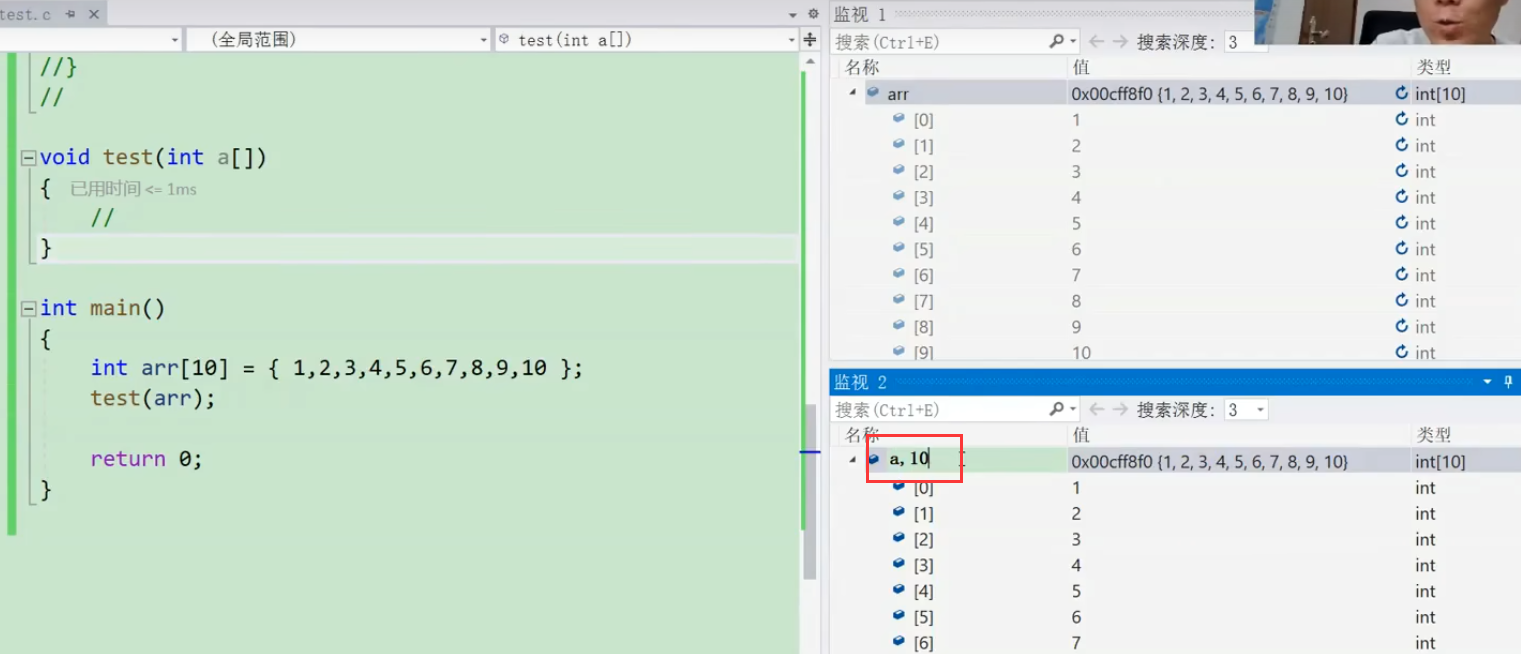 test.c
(全局范围)
test(int a[])
//}
//
void test(int a[])
{ 已用时间 <= 1ms
//
}
int main()
{
int arr[10] = { 1,2,3,4,5,6,7,8,9,10 };
test(arr);
return 0;
}
监视 1
搜索(Ctrl+E)
搜索深度: 3
名称 值 类型
arr 0x00cff8f0 {1, 2, 3, 4, 5, 6, 7, 8, 9, 10} int[10]
[0] 1 int
[1] 2 int
[2] 3 int
[3] 4 int
[4] 5 int
[5] 6 int
[6] 7 int
[7] 8 int
[8] 9 int
[9] 10 int
监视 2
搜索(Ctrl+E)
搜索深度: 3
名称 值 类型
a, 10 0x00cff8f0 {1, 2, 3, 4, 5, 6, 7, 8, 9, 10} int[10]
[0] 1 int
[1] 2 int
[2] 3 int
[3] 4 int
[4] 5 int
[5] 6 int
[6] 7 int